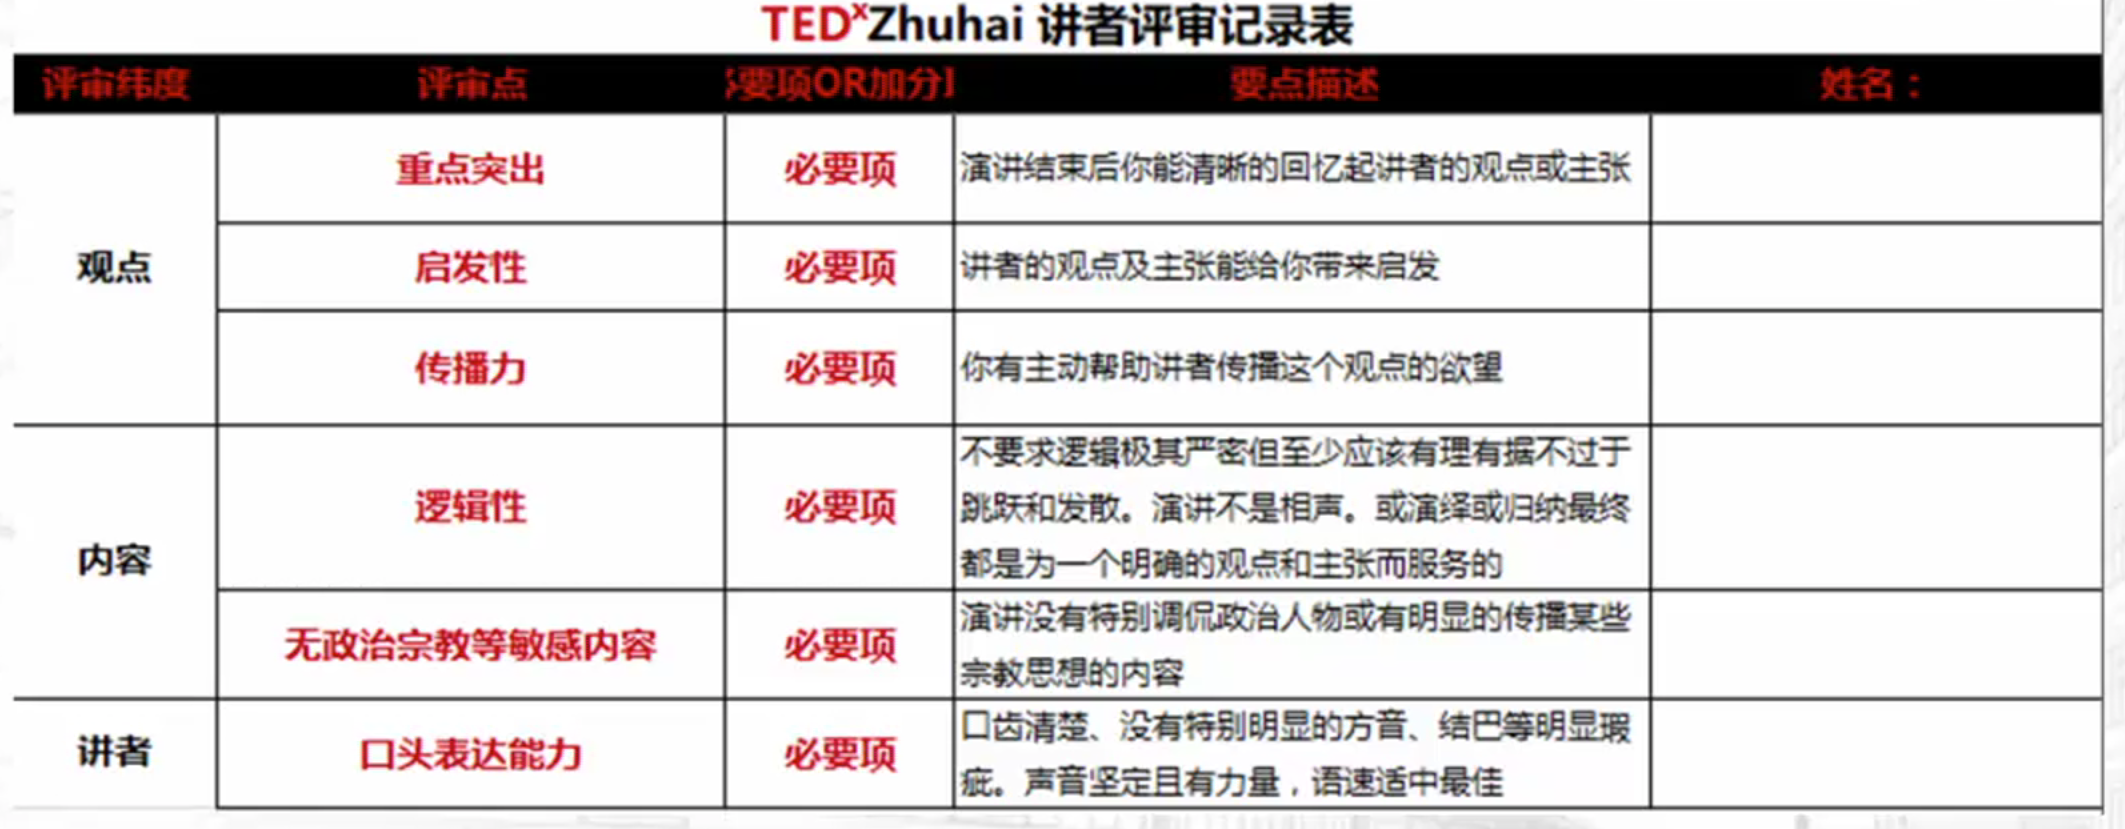 TEDxZhuhai 讲者评审记录表
评审纬度 评审点 要项OR加分 要点描述 姓名：
观点
重点突出 必要项 演讲结束后你能清晰的回忆起讲者的观点或主张
启发性 必要项 讲者的观点及主张能给你带来启发
传播力 必要项 你有主动帮助讲者传播这个观点的欲望
内容
逻辑性 必要项 不要求逻辑极其严密但至少应该有理有据不过于
跳跃和发散。演讲不是相声。或演绎或归纳最终
都是为一个明确的观点和主张而服务的
无政治宗教等敏感内容 必要项 演讲没有特别调侃政治人物或有明显的传播某些
宗教思想的内容
讲者
口头表达能力 必要项 口齿清楚、没有特别明显的方音、结巴等明显瑕
疵。声音坚定且有力量，语速适中最佳